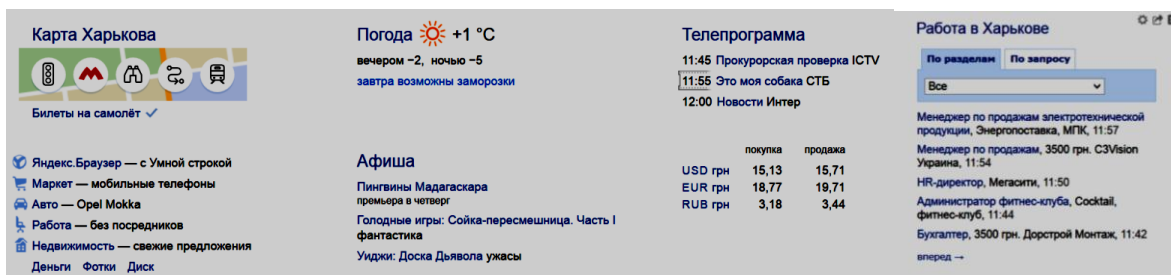 Карта Харькова
Билеты на самолёт
Яндекс.Браузер — с Умной строкой
Маркет — мобильные телефоны
Авто — Opel Mokka
Работа — без посредников
Недвижимость — свежие предложения
Деньги Фотки Диск
Погода +1 °C
вечером −2, ночью −5
завтра возможны заморозки
Афиша
Пингвины Мадагаскара
премьера в четверг
Голодные игры: Сойка-пересмешница. Часть I
фантастика
Уиджи: Доска Дьявола ужасы
Телепрограмма
11:45 Прокурорская проверка ICTV
11:55 Это моя собака СТБ
12:00 Новости Интер
покупка продажа
USD грн 15,13 15,71
EUR грн 18,77 19,71
RUB грн 3,18 3,44
Работа в Харькове
По разделам По запросу
Все
Менеджер по продажам электротехнической
продукции, Энергопоставка, МПК, 11:57
Менеджер по продажам, 3500 грн. C3Vision
Украина, 11:54
HR-директор, Мегасити, 11:50
Администратор фитнес-клуба, Cocktail,
фитнес-клуб, 11:44
Бухгалтер, 3500 грн. Дорстрой Монтаж, 11:42
вперед →